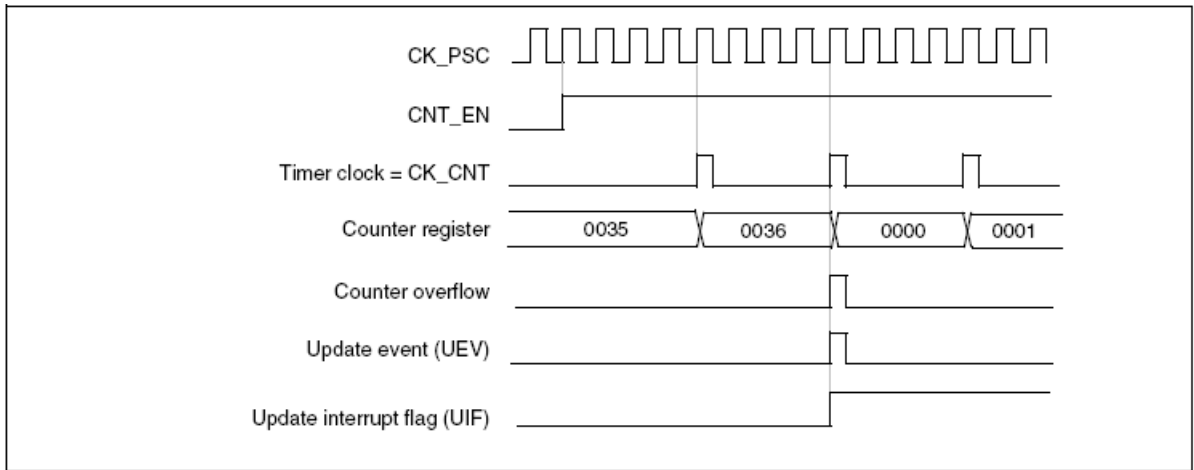 CK_PSC
CNT_EN
Timer clock = CK_CNT
Counter register 0035 0036 0000 0001
Counter overflow
Update event (UEV)
Update interrupt flag (UIF)